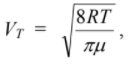 V_T = √(8RT/πμ),